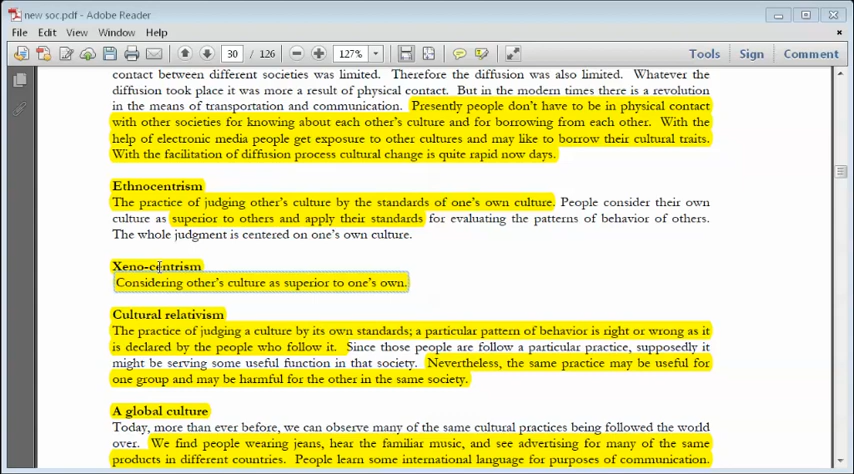 new soc.pdf - Adobe Reader
File Edit View Window Help
30 / 126 127% Tools Sign Comment
contact between different societies was limited. Therefore the diffusion was also limited. Whatever the
diffusion took place it was more a result of physical contact. But in the modern times there is a revolution
in the means of transportation and communication. Presently people don't have to be in physical contact
with other societies for knowing about each other's culture and for borrowing from each other. With the
help of electronic media people get exposure to other cultures and may like to borrow their cultural traits.
With the facilitation of diffusion process cultural change is quite rapid now days.
Ethnocentrism
The practice of judging other's culture by the standards of one's own culture. People consider their own
culture as superior to others and apply their standards for evaluating the patterns of behavior of others.
The whole judgment is centered on one's own culture.
Xeno-centrism
Considering other's culture as superior to one's own.
Cultural relativism
The practice of judging a culture by its own standards; a particular pattern of behavior is right or wrong as it
is declared by the people who follow it. Since those people are follow a particular practice, supposedly it
might be serving some useful function in that society. Nevertheless, the same practice may be useful for
one group and may be harmful for the other in the same society.
A global culture
Today, more than ever before, we can observe many of the same cultural practices being followed the world
over. We find people wearing jeans, hear the familiar music, and see advertising for many of the same
products in different countries. People learn some international language for purposes of communication.